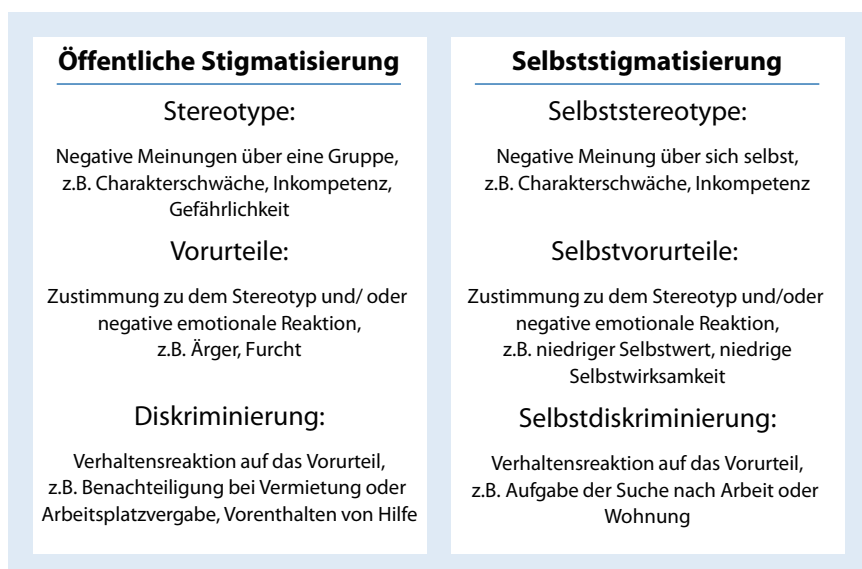 Öffentliche Stigmatisierung
Stereotype:
Negative Meinungen über eine Gruppe,
z.B. Charakterschwäche, Inkompetenz,
Gefährlichkeit
Vorurteile:
Zustimmung zu dem Stereotyp und/ oder
negative emotionale Reaktion,
z.B. Ärger, Furcht
Diskriminierung:
Verhaltensreaktion auf das Vorurteil,
z.B. Benachteiligung bei Vermietung oder
Arbeitsplatzvergabe, Vorenthalten von Hilfe
Selbststigmatisierung
Selbststereotype:
Negative Meinung über sich selbst,
z.B. Charakterschwäche, Inkompetenz
Selbstvorurteile:
Zustimmung zu dem Stereotyp und/oder
negative emotionale Reaktion,
z.B. niedriger Selbstwert, niedrige
Selbstwirksamkeit
Selbstdiskriminierung:
Verhaltensreaktion auf das Vorurteil,
z.B. Aufgabe der Suche nach Arbeit oder
Wohnung